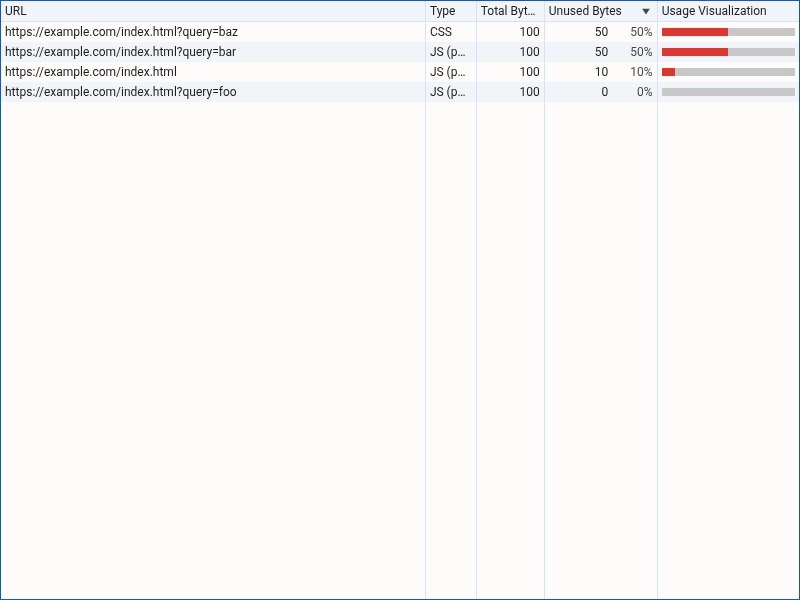 URL Type Total Byt… Unused Bytes Usage Visualization
https://example.com/index.html?query=baz CSS 100 50 50%
https://example.com/index.html?query=bar JS (p… 100 50 50%
https://example.com/index.html JS (p… 100 10 10%
https://example.com/index.html?query=foo JS (p… 100 0 0%